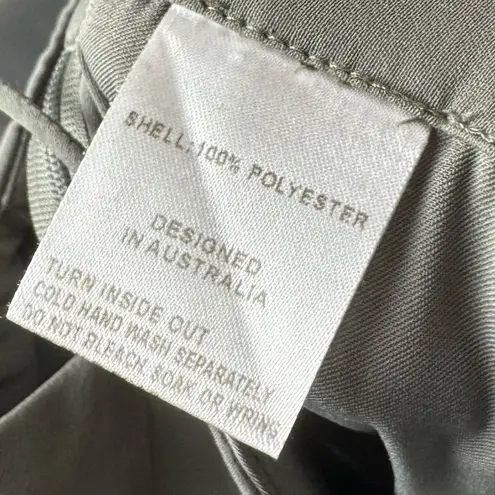 SHELL: 100% POLYESTER
DESIGNED
IN AUSTRALIA
TURN INSIDE OUT
COLD HAND WASH SEPARATELY
DO NOT BLEACH, SOAK OR WRING